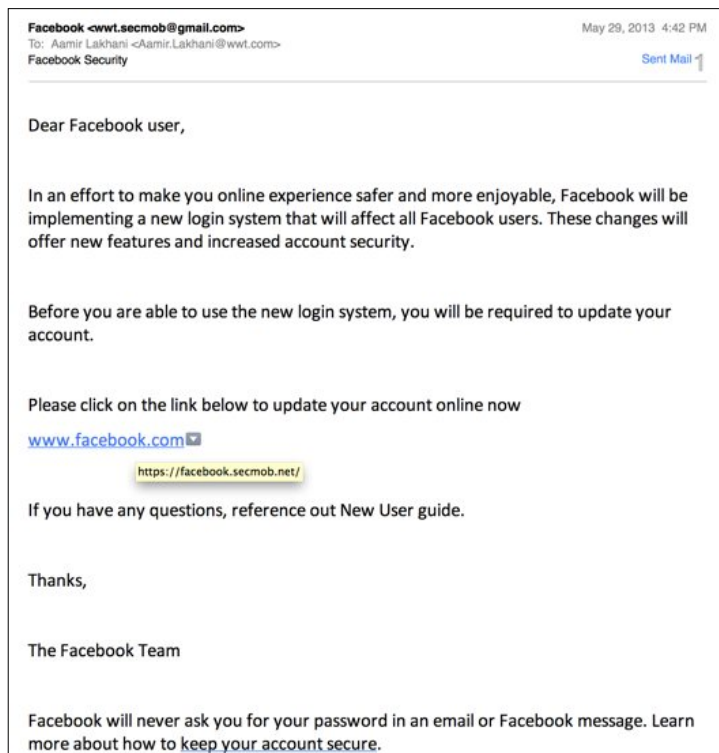 Facebook <wwt.secmob@gmail.com>
May 29, 2013 4:42 PM
To: Aamir Lakhani <Aamir.Lakhani@wwt.com>
Facebook Security
Sent Mail 1
Dear Facebook user,
In an effort to make you online experience safer and more enjoyable, Facebook will be
implementing a new login system that will affect all Facebook users. These changes will
offer new features and increased account security.
Before you are able to use the new login system, you will be required to update your
account.
Please click on the link below to update your account online now
www.facebook.com
https://facebook.secmob.net/
If you have any questions, reference out New User guide.
Thanks,
The Facebook Team
Facebook will never ask you for your password in an email or Facebook message. Learn
more about how to keep your account secure.